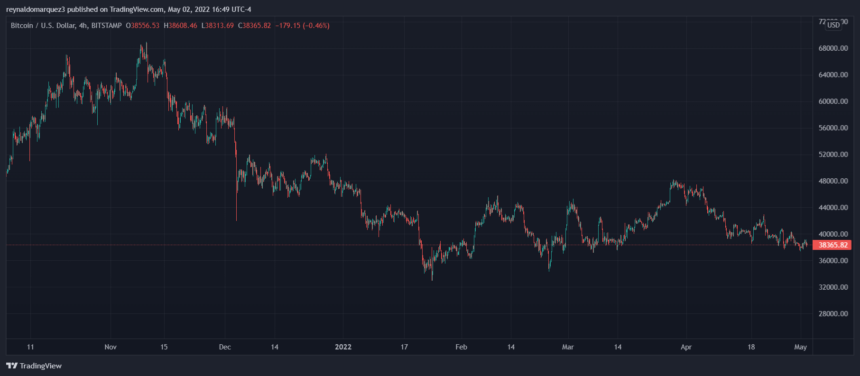 reynaldomarquez3 published on TradingView.com, May 02, 2022 16:49 UTC-4
Bitcoin / U.S. Dollar, 4h, BITSTAMP O38556.53 H38608.46 L38313.69 C38365.82 −179.15 (−0.46%)
USD
68000.00
64000.00
60000.00
56000.00
52000.00
48000.00
44000.00
40000.00
38365.82
36000.00
32000.00
28000.00
11 Nov 15 Dec 14 2022 17 Feb 14 Mar 14 Apr 18 May
TradingView